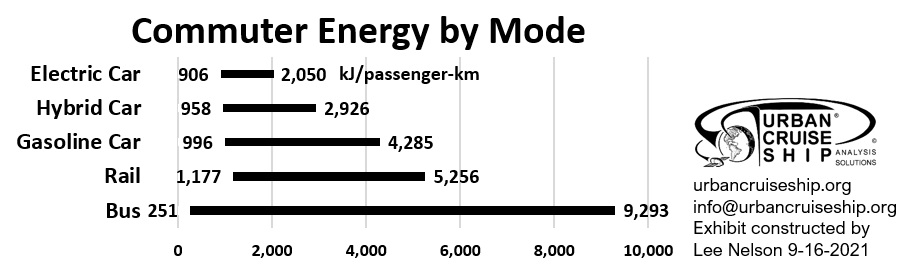 Commuter Energy by Mode
Electric Car 906 2,050 kJ/passenger-km
Hybrid Car 958 2,926
Gasoline Car 996 4,285
Rail 1,177 5,256
Bus 251 9,293
0 2,000 4,000 6,000 8,000 10,000
URBAN®
CRUISE
SHIP ANALYSIS SOLUTIONS ©
urbancruiseship.org
info@urbancruiseship.org
Exhibit constructed by
Lee Nelson 9-16-2021